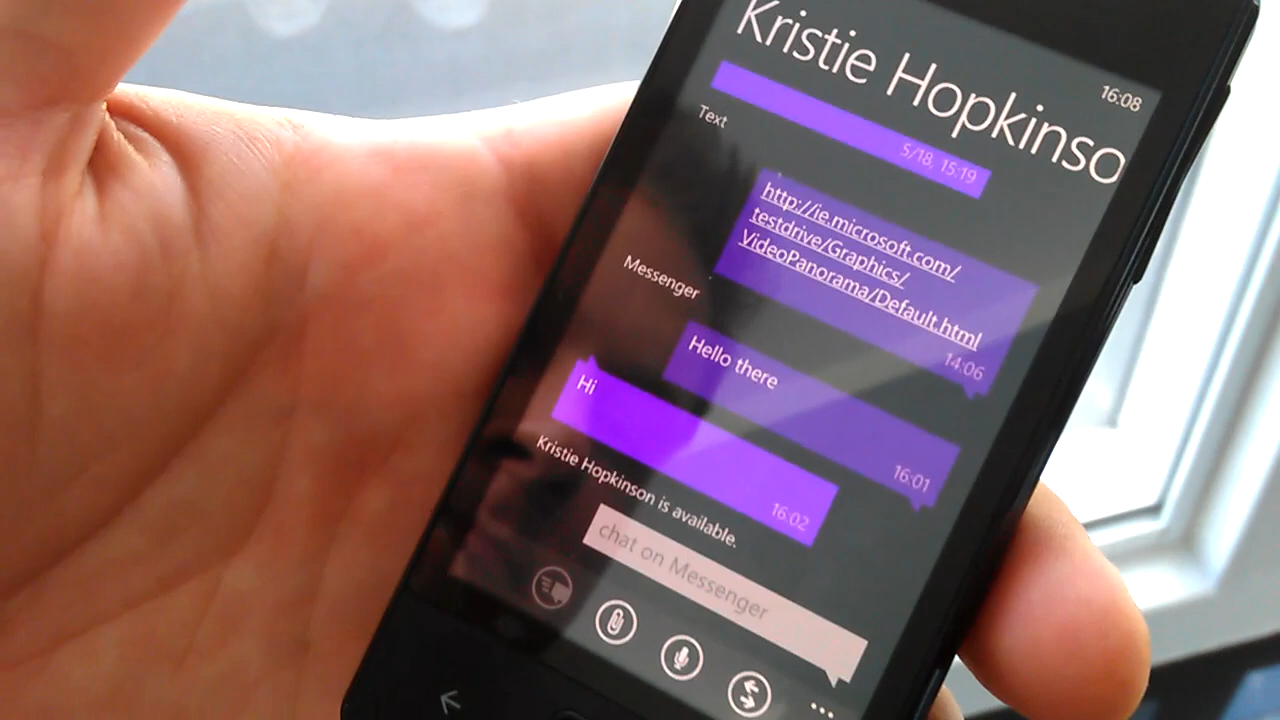 16:08
Kristie Hopkinso
5/18, 15:19
Text
http://ie.microsoft.com/
testdrive/Graphics/
VideoPanorama/Default.html
14:06
Messenger
Hello there
16:01
Hi
16:02
Kristie Hopkinson is available.
chat on Messenger